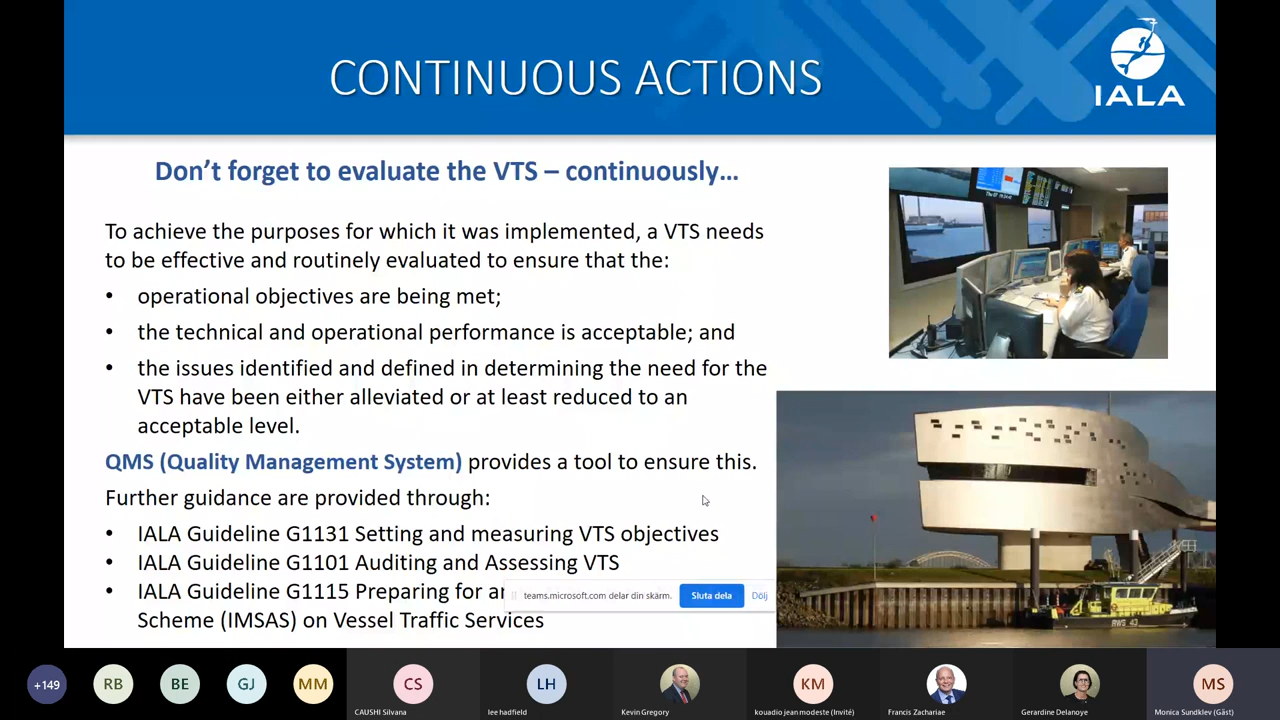 CONTINUOUS ACTIONS
IALA
Don't forget to evaluate the VTS – continuously…
To achieve the purposes for which it was implemented, a VTS needs
to be effective and routinely evaluated to ensure that the:
• operational objectives are being met;
• the technical and operational performance is acceptable; and
• the issues identified and defined in determining the need for the
VTS have been either alleviated or at least reduced to an
acceptable level.
QMS (Quality Management System) provides a tool to ensure this.
Further guidance are provided through:
• IALA Guideline G1131 Setting and measuring VTS objectives
• IALA Guideline G1101 Auditing and Assessing VTS
• IALA Guideline G1115 Preparing for
teams.microsoft.com delar din skärm. Sluta dela Dölj
Scheme (IMSAS) on Vessel Traffic Services
RWS 43
+149 RB BE GJ MM CS LH KM MS
CAUSHI Silvana lee hadfield Kevin Gregory kouadio jean modeste (Invité) Francis Zachariae Gerardine Delanoye Monica Sundklev (Gäst)